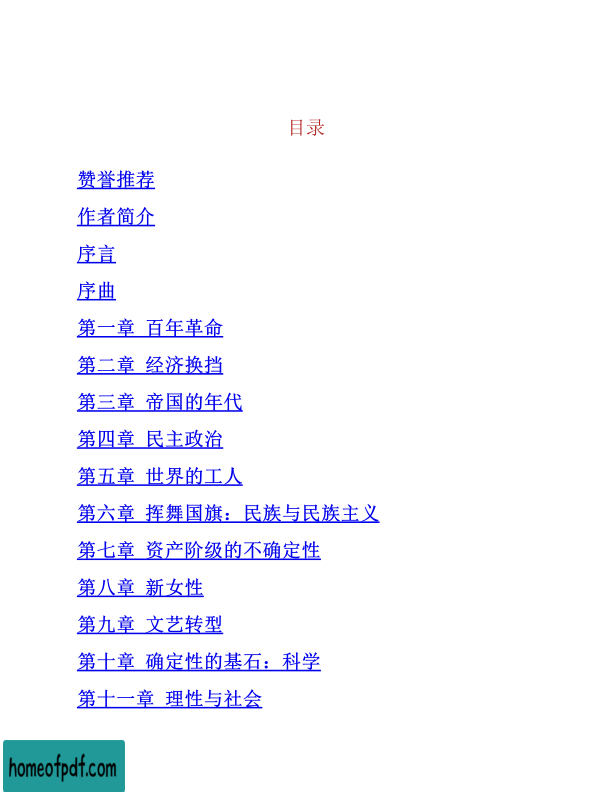 目录
赞誉推荐
作者简介
序言
序曲
第一章 百年革命
第二章 经济换挡
第三章 帝国的年代
第四章 民主政治
第五章 世界的工人
第六章 挥舞国旗：民族与民族主义
第七章 资产阶级的不确定性
第八章 新女性
第九章 文艺转型
第十章 确定性的基石：科学
第十一章 理性与社会
homeofpdf.com